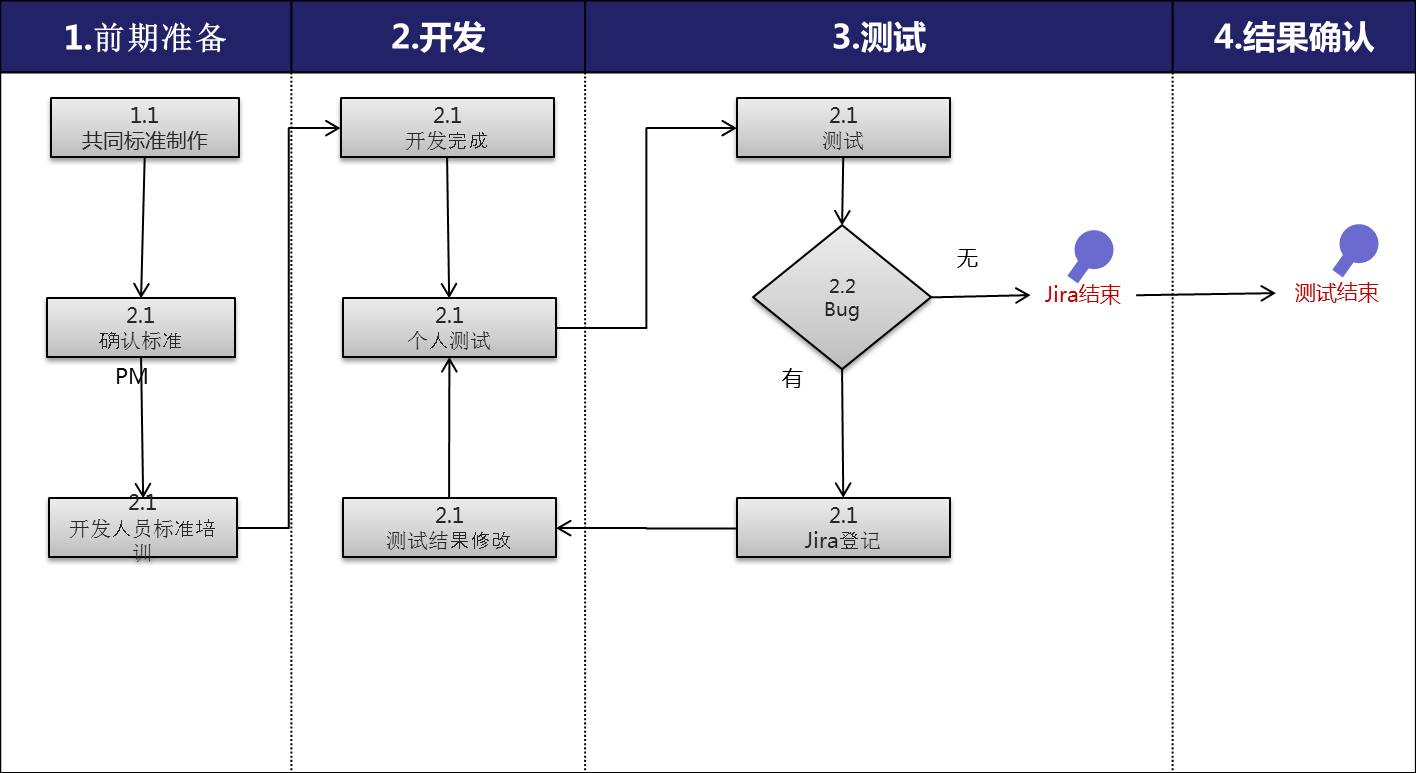 1.前期准备
2.开发
3.测试
4.结果确认
1.1
共同标准制作
2.1
确认标准
PM
2.1
开发人员标准培
训
2.1
开发完成
2.1
个人测试
2.1
测试结果修改
2.1
测试
2.2
Bug
无
有
2.1
Jira登记
Jira结束
测试结束